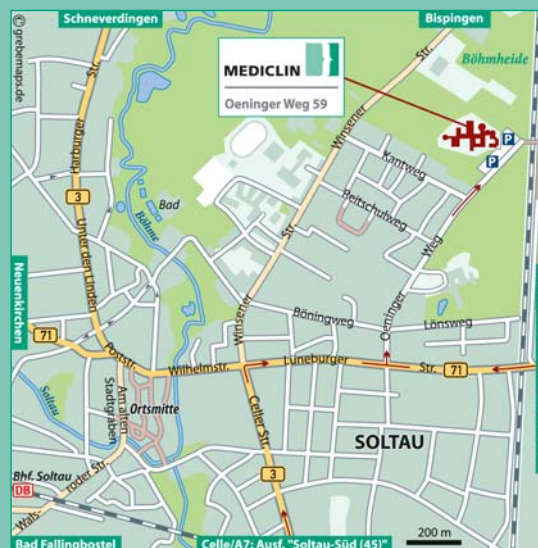 © grebemaps.de
Schneverdingen
Bispingen
MEDICLIN
Oeninger Weg 59
Böhmheide
P
P
Harburger
Str.
3
Unter den Linden
Bad
Böhme
Winsener
Str.
Kantweg
Reitschulweg
Oeninger
Weg
Neuenkirchen
71
Poststr.
Winsener
Str.
Böningweg
Lönsweg
Wilhelmstr.
Lüneburger
Str.
71
Soltau
Am alten
Stadtgraben
Ortsmitte
Celler Str.
3
SOLTAU
Bhf. Soltau
DB
Wals-
roder Str.
200 m
Bad Fallingbostel
Celle/A7: Ausf. "Soltau-Süd (45)"